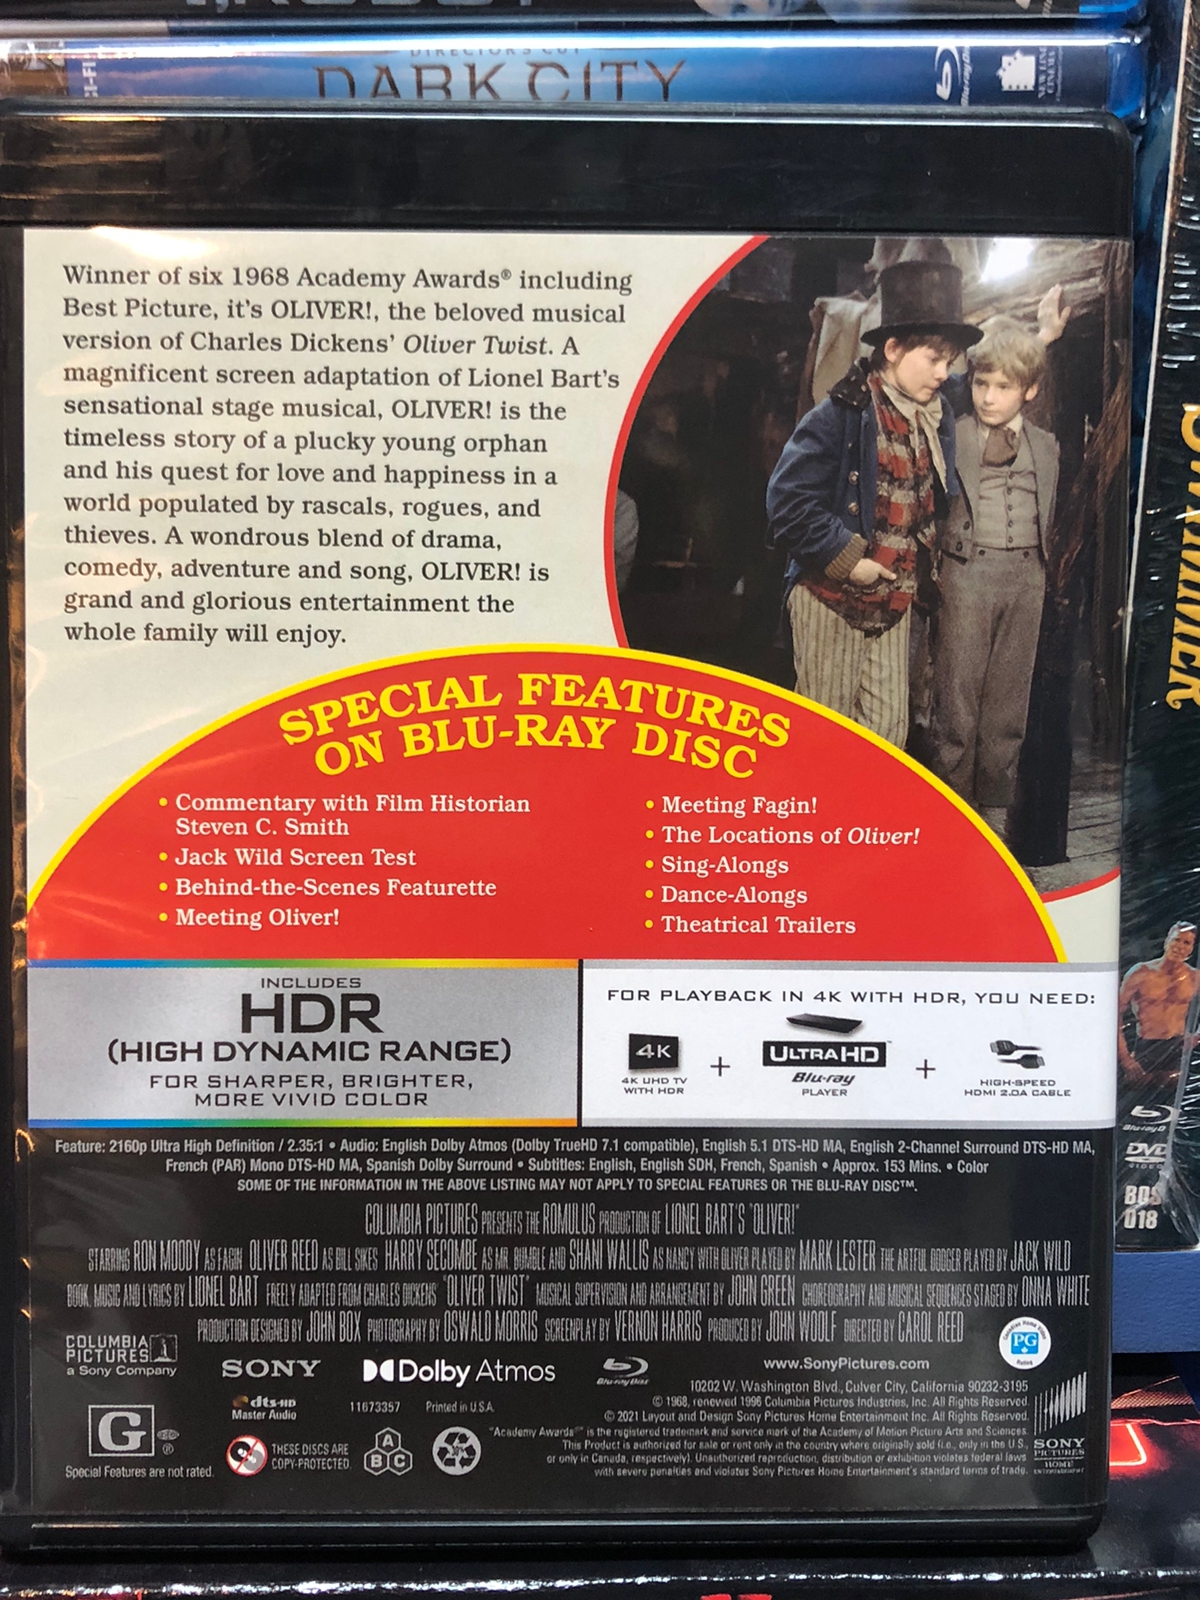 DIRECTOR'S CUT
DARK CITY
Blu-ray Disc
NEW LINE CINEMA
SCI-FI
Winner of six 1968 Academy Awards® including
Best Picture, it's OLIVER!, the beloved musical
version of Charles Dickens' Oliver Twist. A
magnificent screen adaptation of Lionel Bart's
sensational stage musical, OLIVER! is the
timeless story of a plucky young orphan
and his quest for love and happiness in a
world populated by rascals, rogues, and
thieves. A wondrous blend of drama,
comedy, adventure and song, OLIVER! is
grand and glorious entertainment the
whole family will enjoy.
SPECIAL FEATURES
ON BLU-RAY DISC
• Commentary with Film Historian
Steven C. Smith
• Jack Wild Screen Test
• Behind-the-Scenes Featurette
• Meeting Oliver!
• Meeting Fagin!
• The Locations of Oliver!
• Sing-Alongs
• Dance-Alongs
• Theatrical Trailers
INCLUDES
HDR
(HIGH DYNAMIC RANGE)
FOR SHARPER, BRIGHTER,
MORE VIVID COLOR
FOR PLAYBACK IN 4K WITH HDR, YOU NEED:
4K
4K UHD TV
WITH HDR
+
ULTRA HD™
Blu-ray
PLAYER
+
HIGH-SPEED
HDMI 2.0A CABLE
Feature: 2160p Ultra High Definition / 2.35:1 • Audio: English Dolby Atmos (Dolby TrueHD 7.1 compatible), English 5.1 DTS-HD MA, English 2-Channel Surround DTS-HD MA,
French (PAR) Mono DTS-HD MA, Spanish Dolby Surround • Subtitles: English, English SDH, French, Spanish • Approx. 153 Mins. • Color
SOME OF THE INFORMATION IN THE ABOVE LISTING MAY NOT APPLY TO SPECIAL FEATURES OR THE BLU-RAY DISC™.
COLUMBIA PICTURES PRESENTS THE ROMULUS PRODUCTION OF LIONEL BART'S "OLIVER!"
STARRING RON MOODY AS FAGIN OLIVER REED AS BILL SIKES HARRY SECOMBE AS MR. BUMBLE AND SHANI WALLIS AS NANCY WITH OLIVER PLAYED BY MARK LESTER THE ARTFUL DODGER PLAYED BY JACK WILD
BOOK, MUSIC AND LYRICS BY LIONEL BART FREELY ADAPTED FROM CHARLES DICKENS' "OLIVER TWIST" MUSICAL SUPERVISION AND ARRANGEMENT BY JOHN GREEN CHOREOGRAPHY AND MUSICAL SEQUENCES STAGED BY ONNA WHITE
PRODUCTION DESIGNED BY JOHN BOX PHOTOGRAPHY BY OSWALD MORRIS SCREENPLAY BY VERNON HARRIS PRODUCED BY JOHN WOOLF DIRECTED BY CAROL REED
COLUMBIA
PICTURES
a Sony Company
SONY
Dolby Atmos
Blu-ray Disc
www.SonyPictures.com
Canadian Home Video
PG
Rated
10202 W. Washington Blvd., Culver City, California 90232-3195
© 1968, renewed 1996 Columbia Pictures Industries, Inc. All Rights Reserved.
© 2021 Layout and Design Sony Pictures Home Entertainment Inc. All Rights Reserved.
"Academy Awards®" is the registered trademark and service mark of the Academy of Motion Picture Arts and Sciences.
This Product is authorized for sale or rent only in the country where originally sold (i.e., only in the U.S.,
or only in Canada, respectively). Unauthorized reproduction, distribution or exhibition violates federal laws
with severe penalties and violates Sony Pictures Home Entertainment's standard terms of trade.
dts-HD
Master Audio
11673357
Printed in U.S.A.
G
®
Special Features are not rated.
THESE DISCS ARE
COPY-PROTECTED.
A
B C
SONY
PICTURES
HOME
ENTERTAINMENT
Blu-ray D
DVD
VIDEO
BOS
018